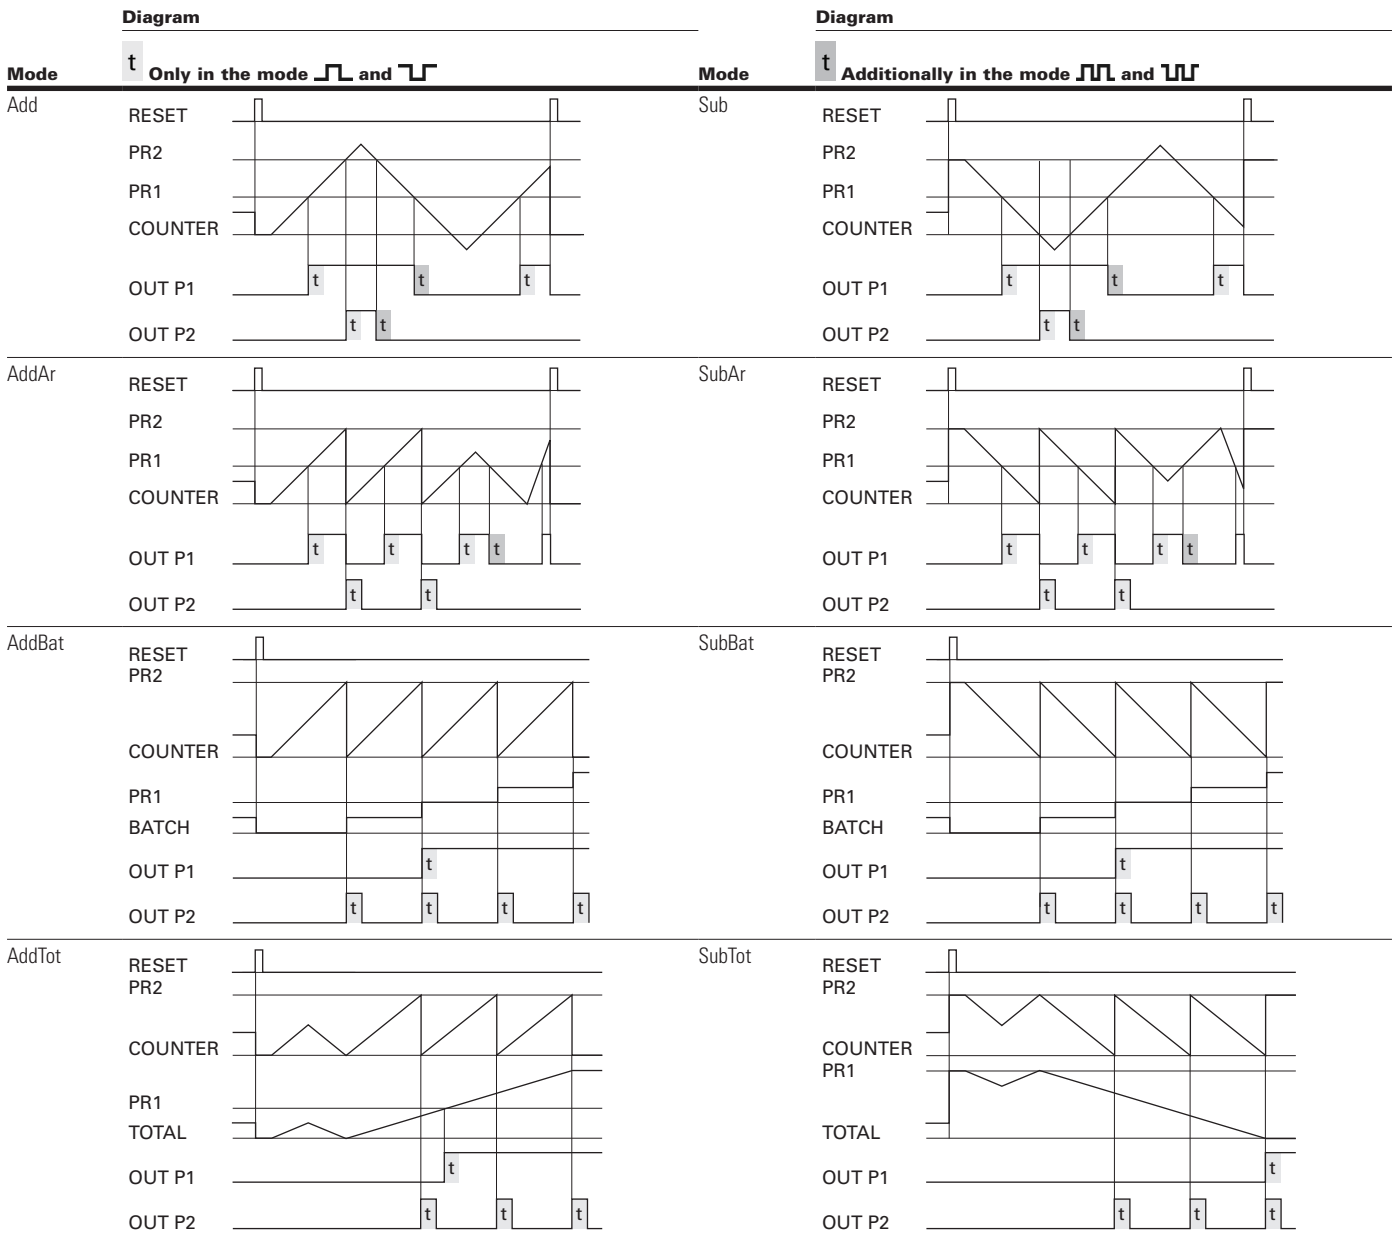 Diagram
t Only in the mode and
Mode
Diagram
t Additionally in the mode and
Mode
Add
RESET
PR2
PR1
COUNTER
OUT P1
t t t
OUT P2
t t
Sub
RESET
PR2
PR1
COUNTER
OUT P1
t t t
OUT P2
t t
AddAr
RESET
PR2
PR1
COUNTER
OUT P1
t t t t
OUT P2
t t
SubAr
RESET
PR2
PR1
COUNTER
OUT P1
t t t t
OUT P2
t t
AddBat
RESET
PR2
COUNTER
PR1
BATCH
OUT P1
t
OUT P2
t t t t
SubBat
RESET
PR2
COUNTER
PR1
BATCH
OUT P1
t
OUT P2
t t t t
AddTot
RESET
PR2
COUNTER
PR1
TOTAL
OUT P1
t
OUT P2
t t t
SubTot
RESET
PR2
COUNTER
PR1
TOTAL
OUT P1
t
OUT P2
t t t